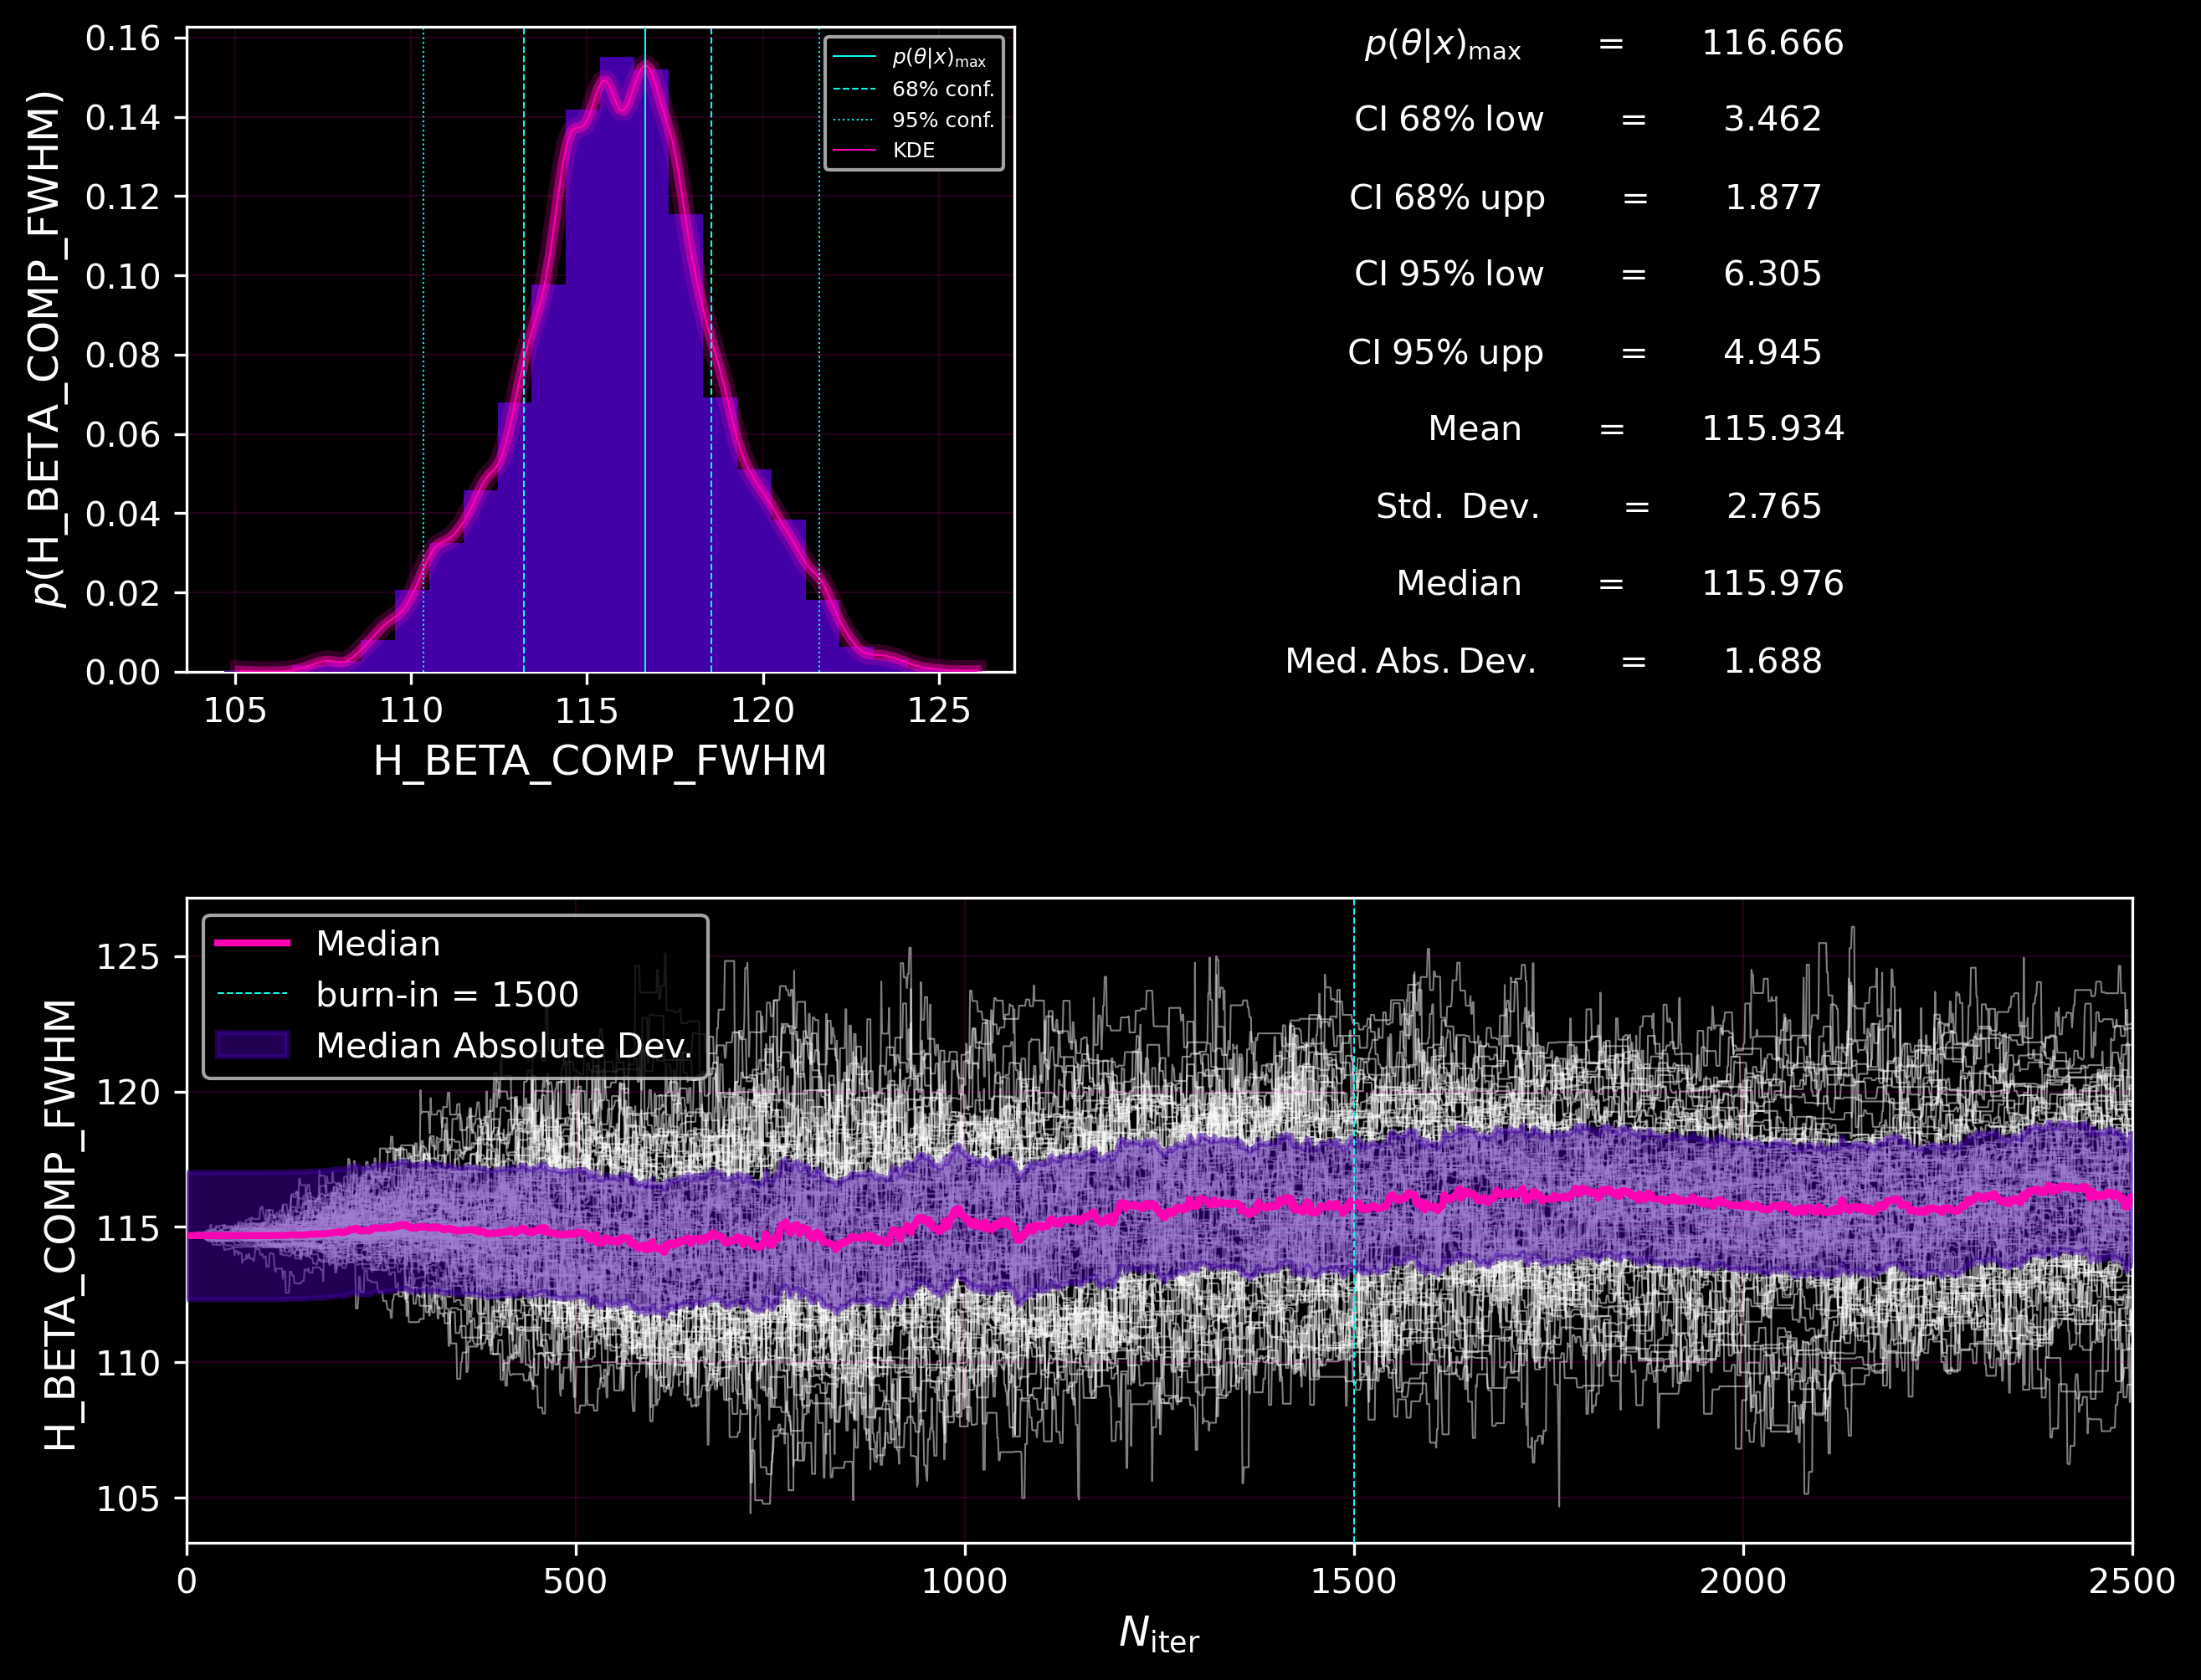 p(H_BETA_COMP_FWHM)
0.16
0.14
0.12
0.10
0.08
0.06
0.04
0.02
0.00
105 110 115 120 125
H_BETA_COMP_FWHM
p(θ|x)max
68% conf.
95% conf.
KDE
p(θ|x)max = 116.666
CI 68% low = 3.462
CI 68% upp = 1.877
CI 95% low = 6.305
CI 95% upp = 4.945
Mean = 115.934
Std. Dev. = 2.765
Median = 115.976
Med. Abs. Dev. = 1.688
H_BETA_COMP_FWHM
125
120
115
110
105
Median
burn-in = 1500
Median Absolute Dev.
0 500 1000 1500 2000 2500
Niter